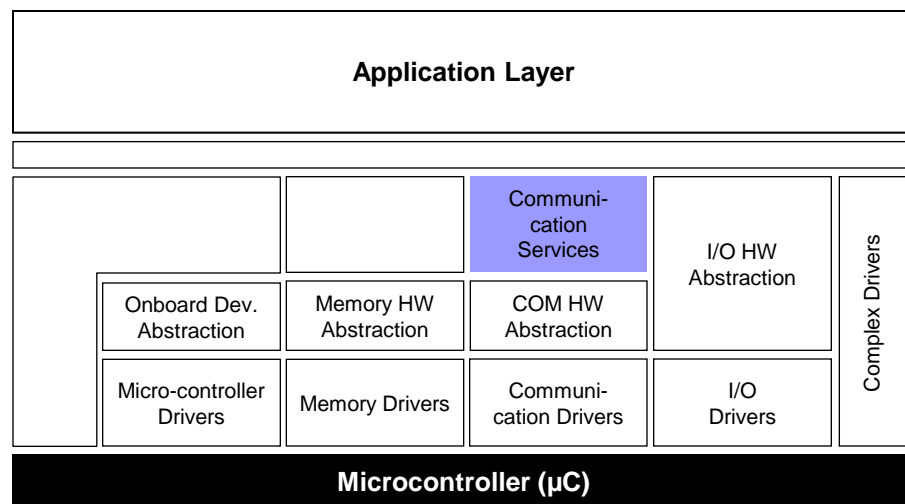 Application Layer
Communi-
cation
Services
I/O HW
Abstraction
Complex Drivers
Onboard Dev.
Abstraction
Memory HW
Abstraction
COM HW
Abstraction
Micro-controller
Drivers
Memory Drivers
Communi-
cation Drivers
I/O
Drivers
Microcontroller (µC)